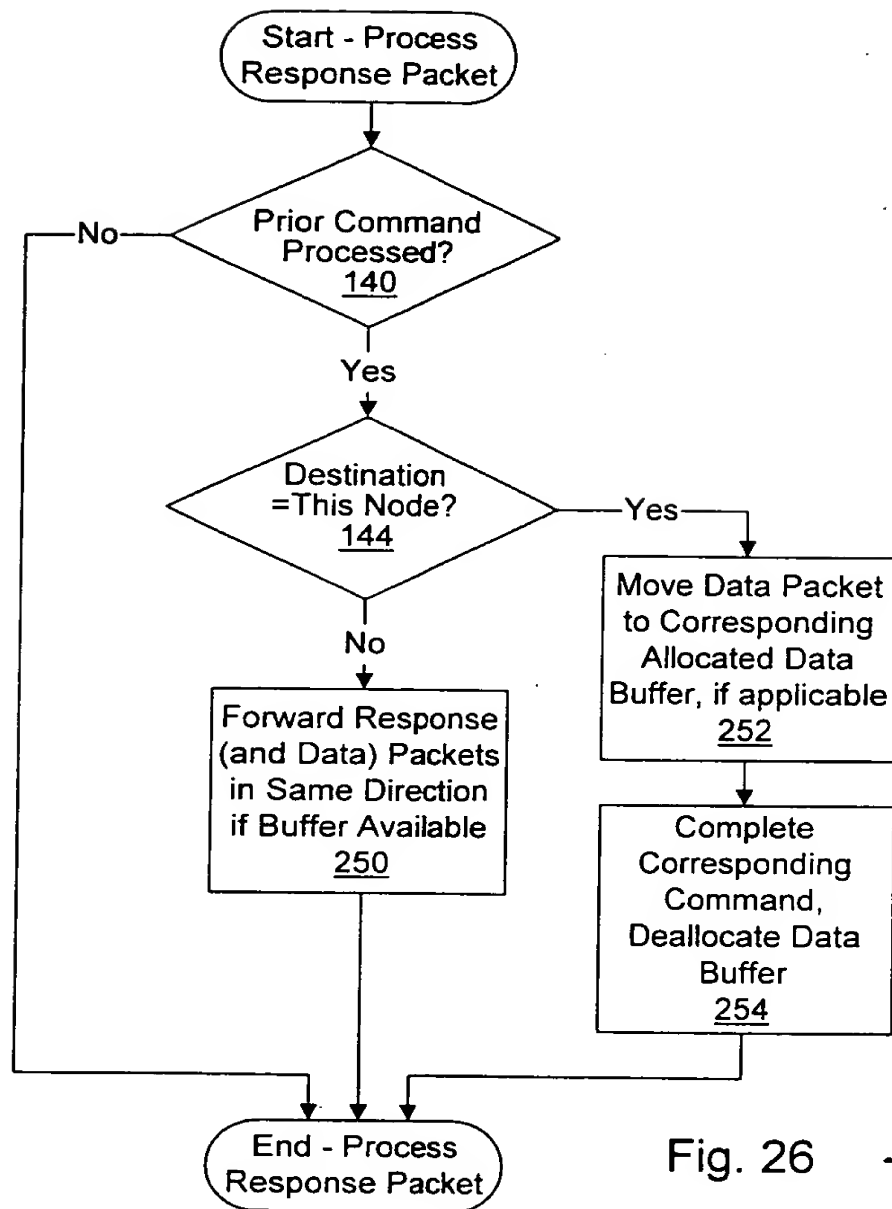 Start - Process
Response Packet
No
Prior Command
Processed?
140
Yes
Destination
=This Node?
144
Yes
No
Move Data Packet
to Corresponding
Allocated Data
Buffer, if applicable
252
Forward Response
(and Data) Packets
in Same Direction
if Buffer Available
250
Complete
Corresponding
Command,
Deallocate Data
Buffer
254
End - Process
Response Packet
Fig. 26